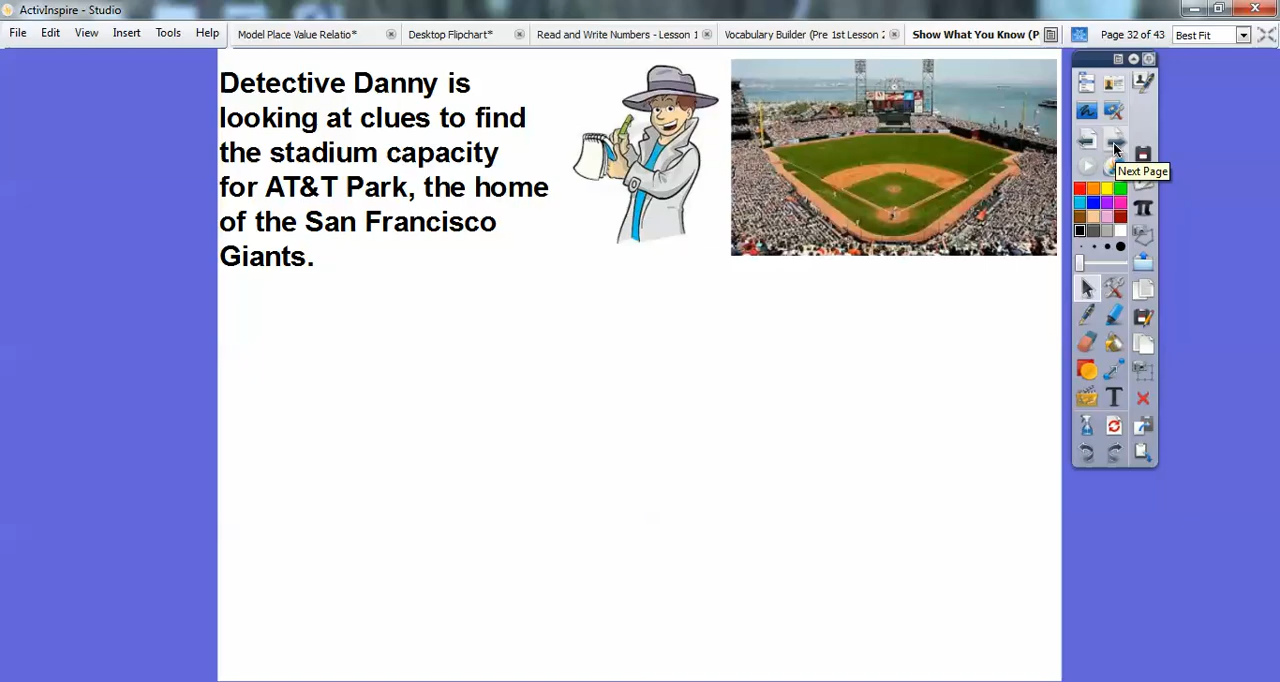 ActivInspire - Studio
File Edit View Insert Tools Help
Model Place Value Relatio*
Desktop Flipchart*
Read and Write Numbers - Lesson 1
Vocabulary Builder (Pre 1st Lesson 2
Show What You Know (P
Page 32 of 43
Best Fit
Detective Danny is
looking at clues to find
the stadium capacity
for AT&T Park, the home
of the San Francisco
Giants.
Next Page